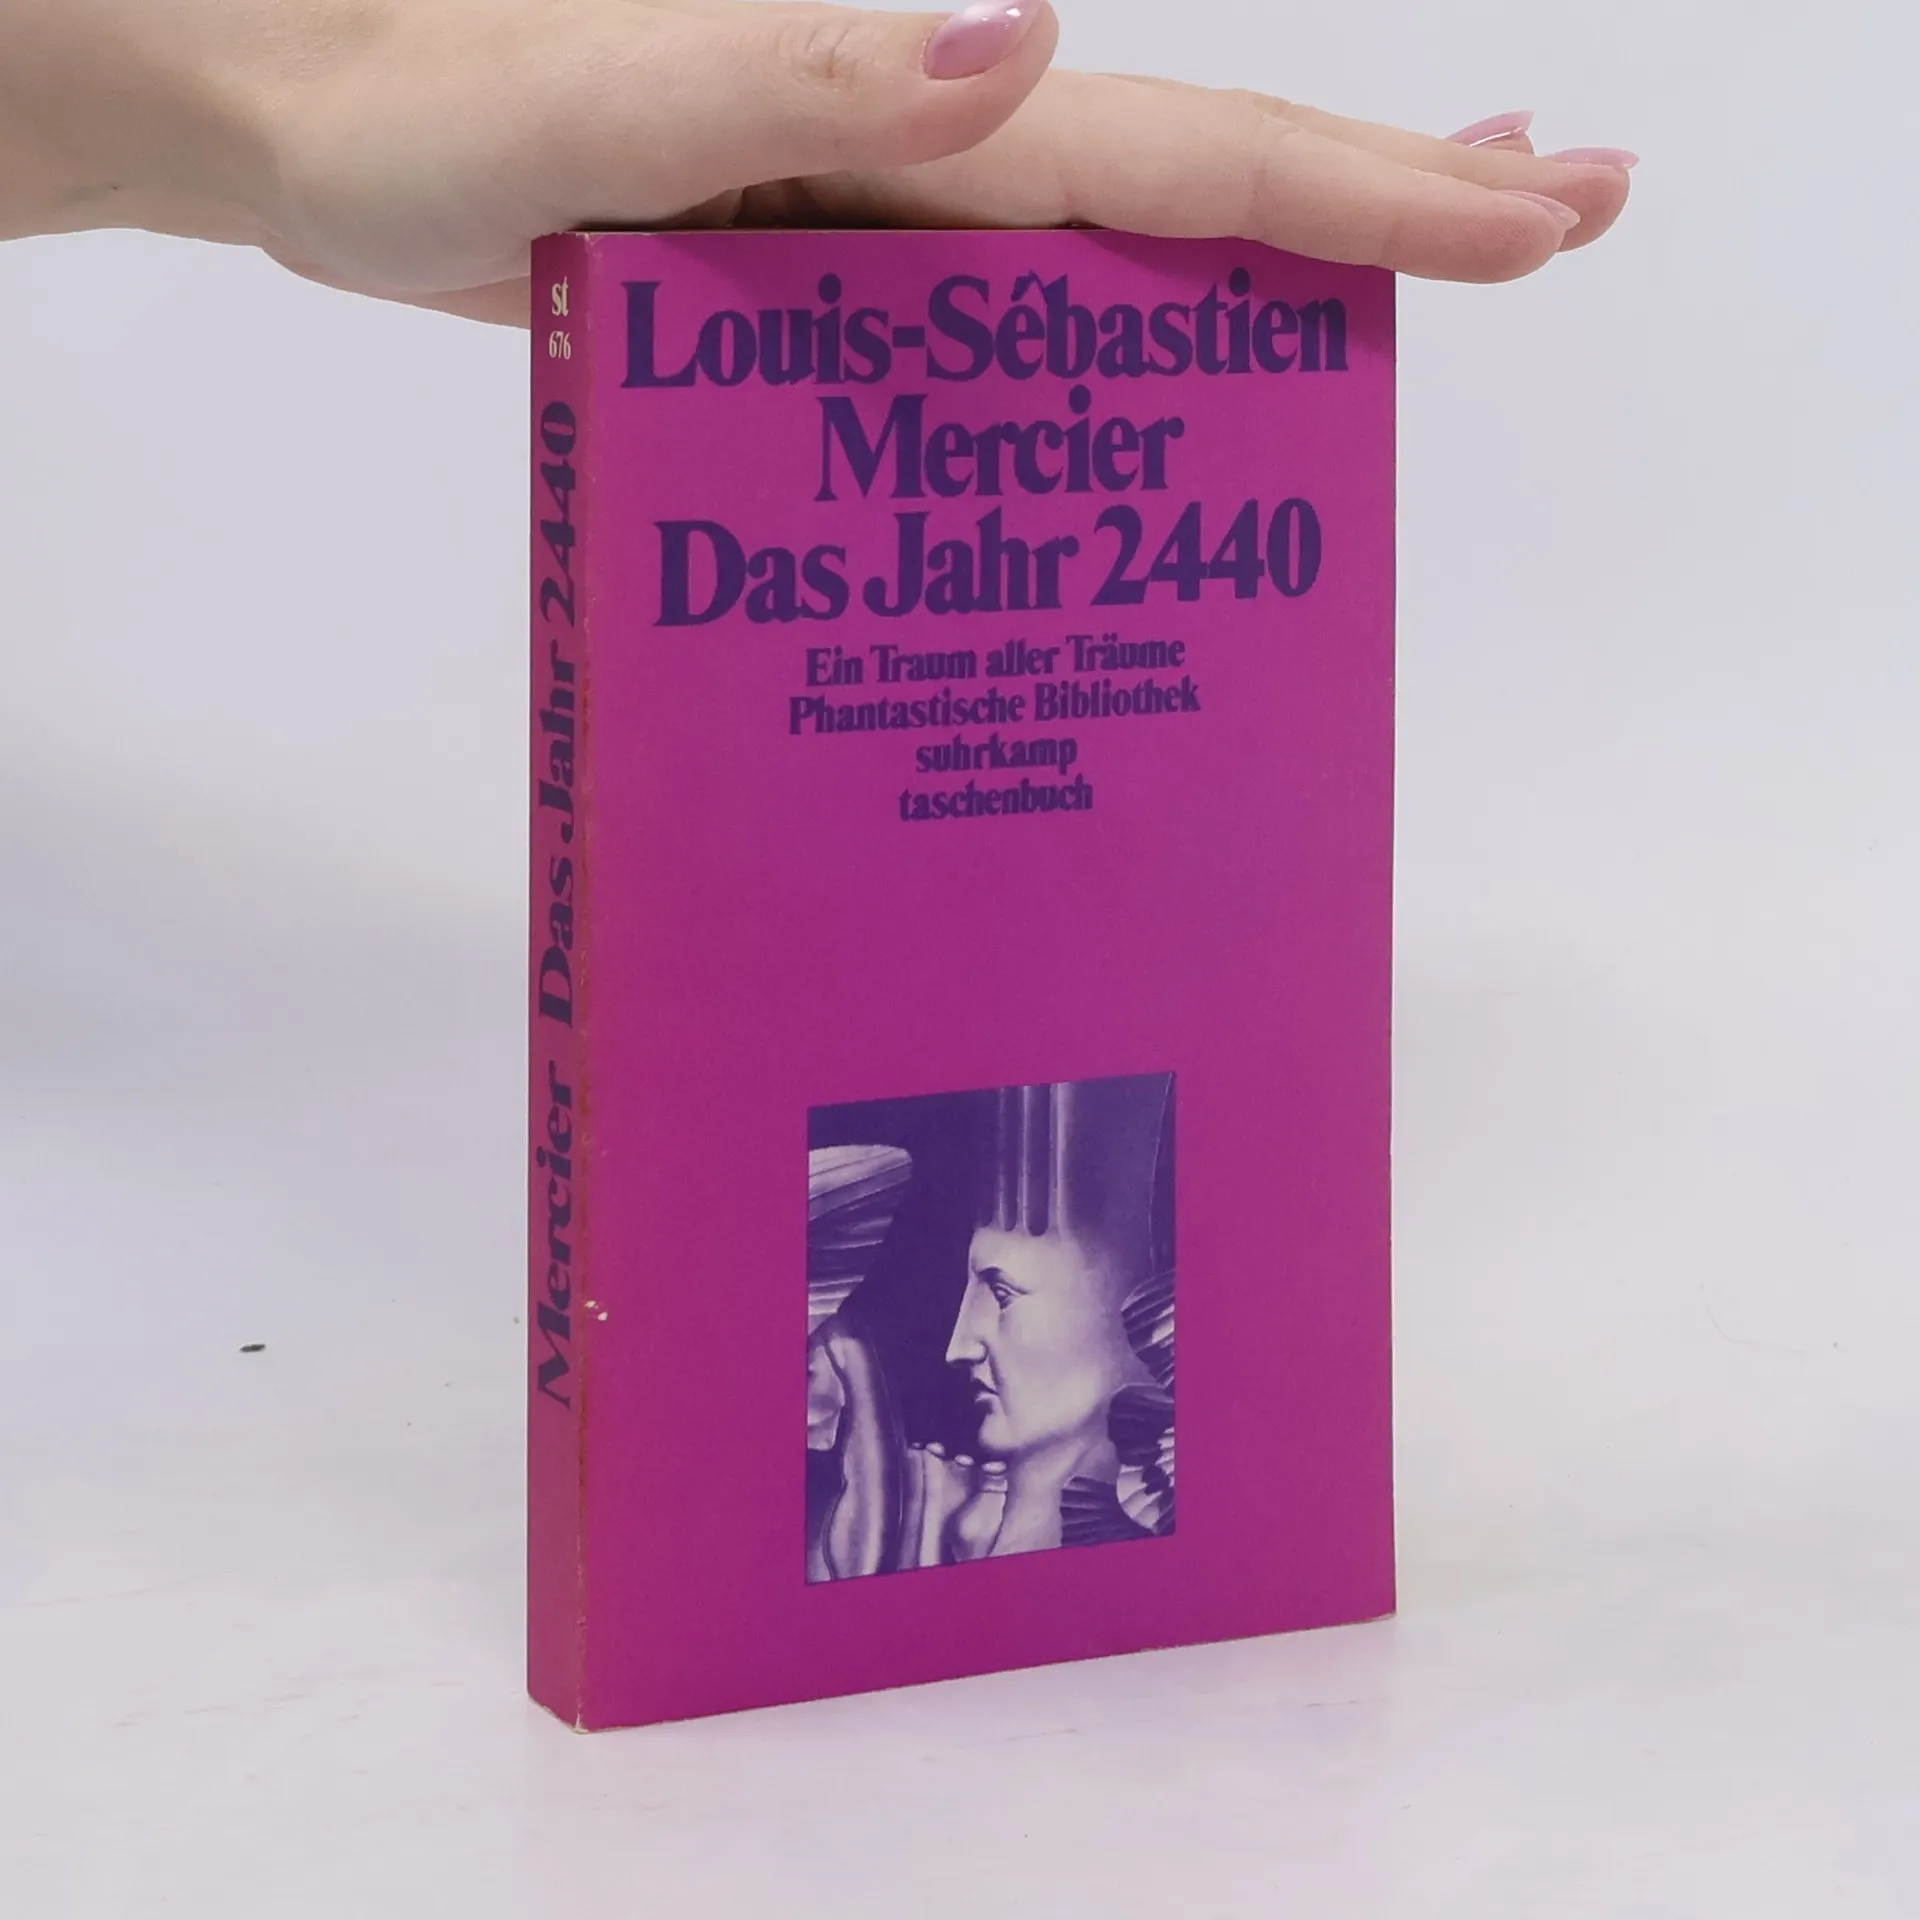 Louis-Sêbastien
Mercier
Das Jahr 2440
Ein Traum aller Träume
Phantastische Bibliothek
suhrkamp
taschenbuch
st
676
Mercier Das Jahr 2440